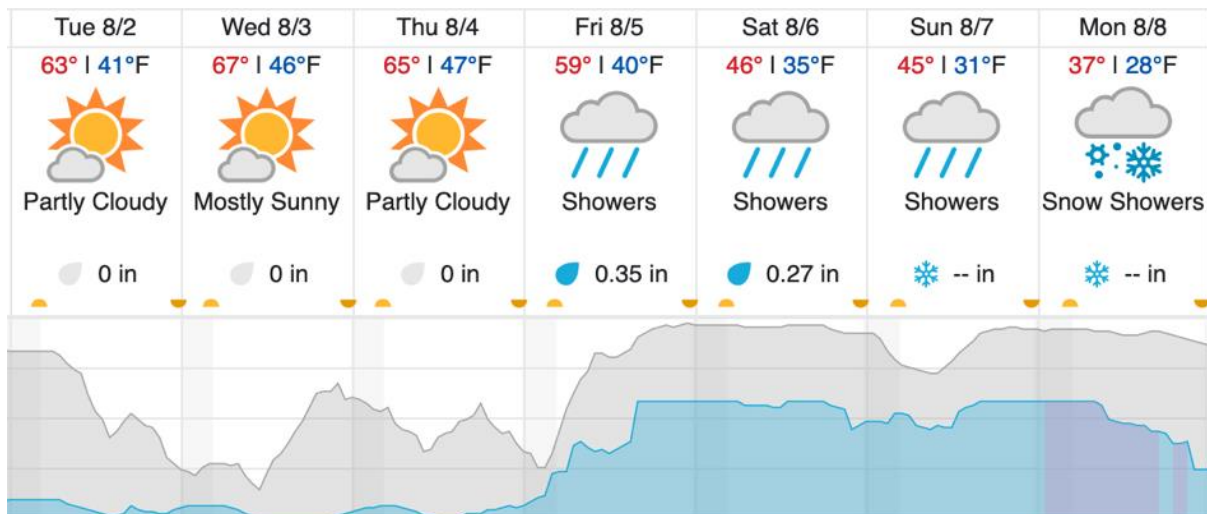 Tue 8/2 Wed 8/3 Thu 8/4 Fri 8/5 Sat 8/6 Sun 8/7 Mon 8/8
63° | 41°F 67° | 46°F 65° | 47°F 59° | 40°F 46° | 35°F 45° | 31°F 37° | 28°F
Partly Cloudy Mostly Sunny Partly Cloudy Showers Showers Showers Snow Showers
0 in 0 in 0 in 0.35 in 0.27 in -- in -- in